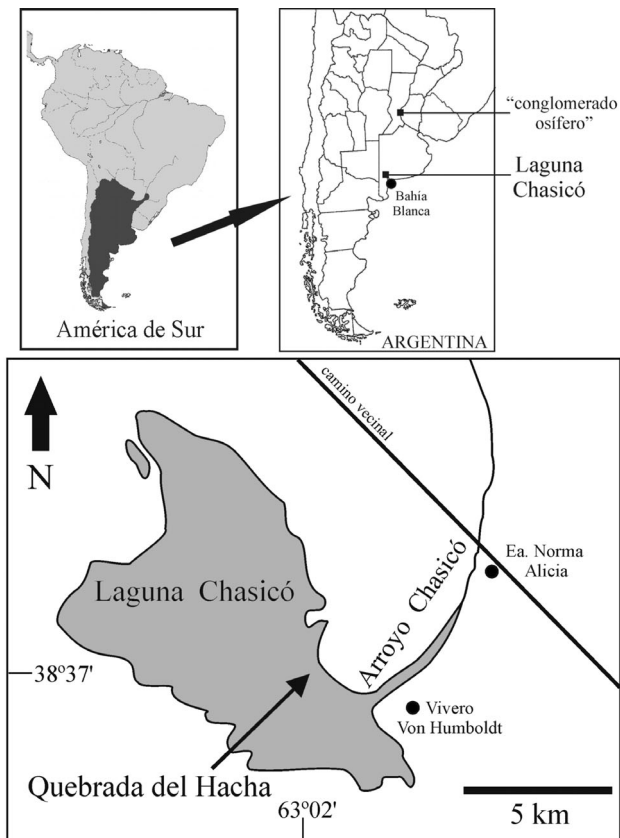 América de Sur
“conglomerado
osífero”
Laguna
Chasicó
Bahía
Blanca
ARGENTINA
N
camino vecinal
Laguna Chasicó
Arroyo Chasicó
Ea. Norma
Alicia
38º37'
Vivero
Von Humboldt
Quebrada del Hacha
63º02'
5 km